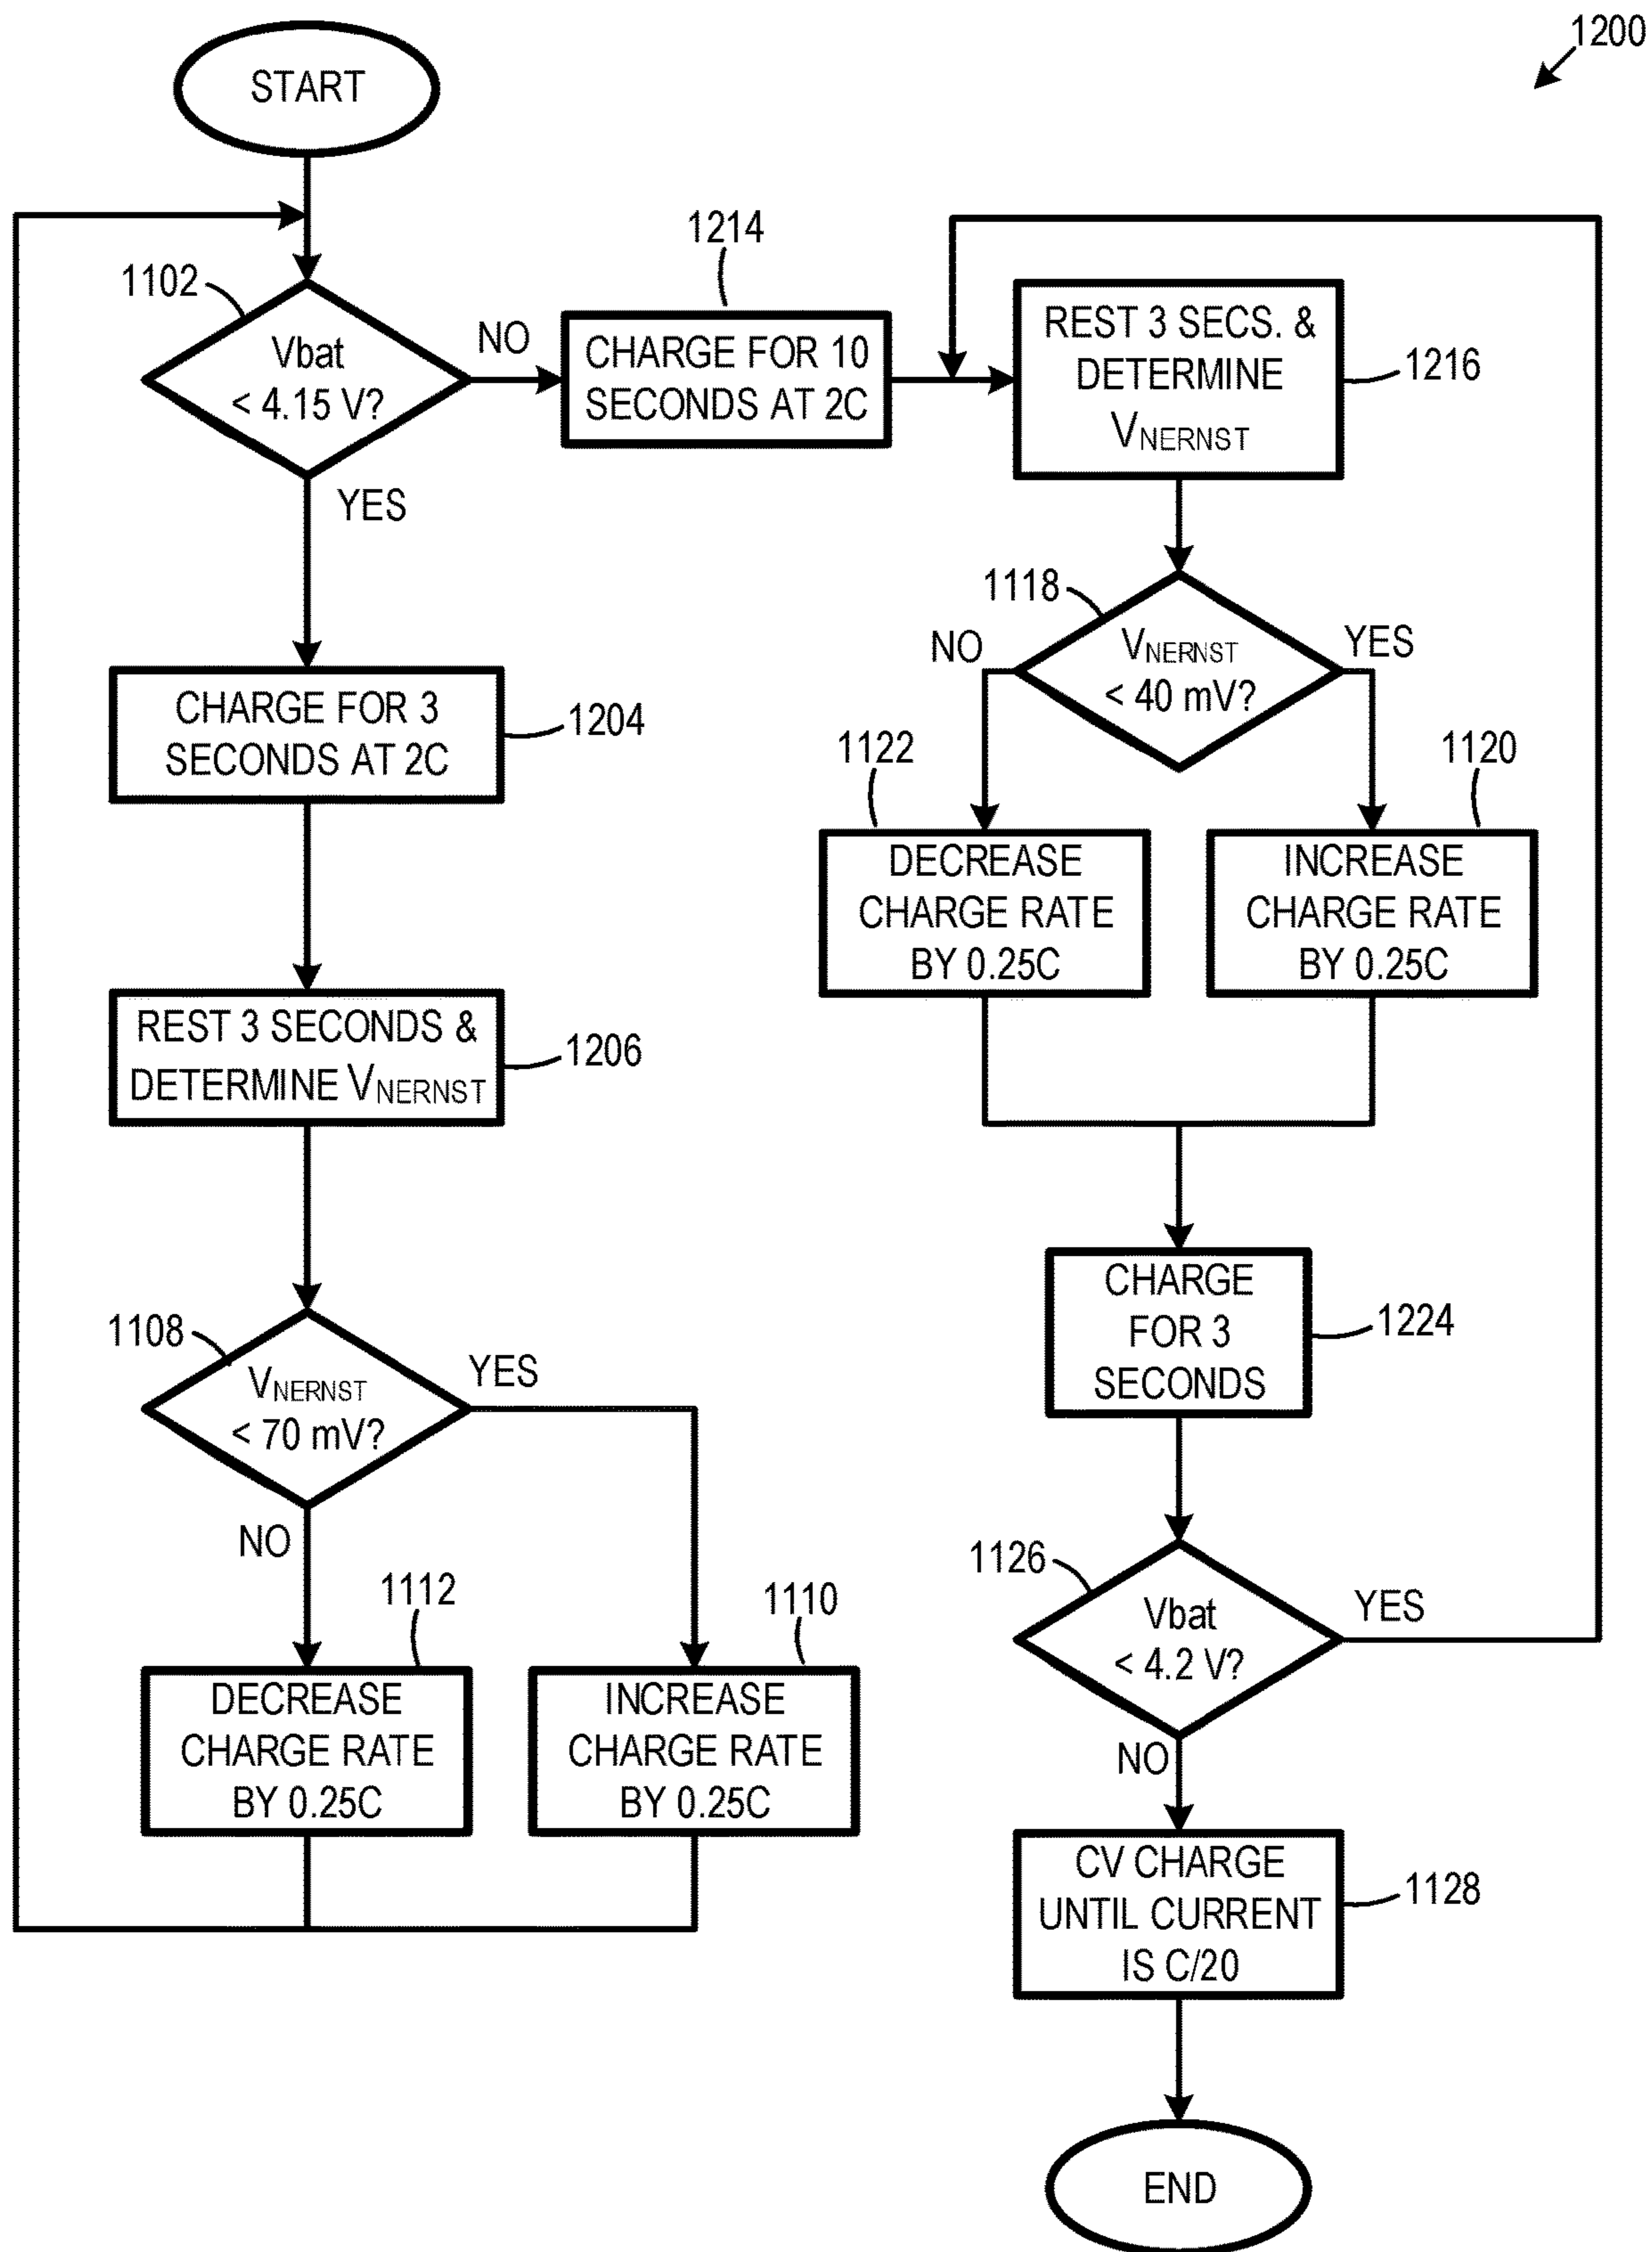 1200
START
1102
Vbat
< 4.15 V?
NO
YES
1214
CHARGE FOR 10
SECONDS AT 2C
REST 3 SECS. &
DETERMINE
VNERNST
1216
CHARGE FOR 3
SECONDS AT 2C
1204
1118
VNERNST
< 40 mV?
NO
YES
1122
DECREASE
CHARGE RATE
BY 0.25C
1120
INCREASE
CHARGE RATE
BY 0.25C
REST 3 SECONDS &
DETERMINE VNERNST
1206
CHARGE
FOR 3
SECONDS
1224
1108
VNERNST
< 70 mV?
YES
NO
1112
DECREASE
CHARGE RATE
BY 0.25C
1110
INCREASE
CHARGE RATE
BY 0.25C
1126
Vbat
< 4.2 V?
YES
NO
CV CHARGE
UNTIL CURRENT
IS C/20
1128
END